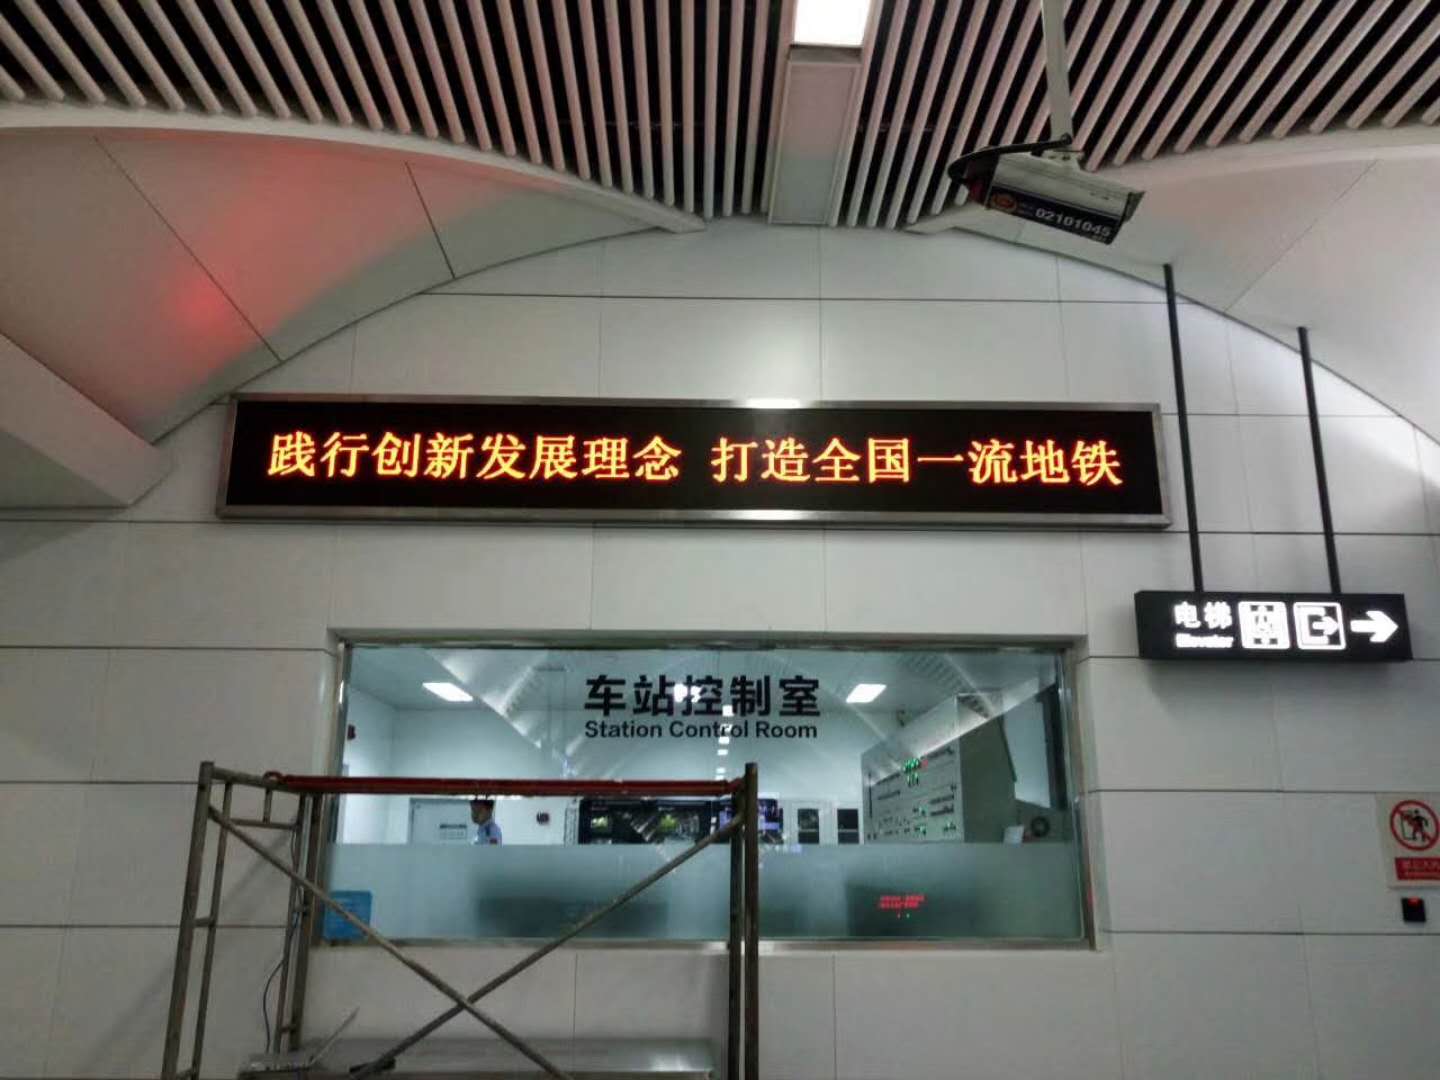 02101045
践行创新发展理念 打造全国一流地铁
电梯
Elevator
车站控制室
Station Control Room